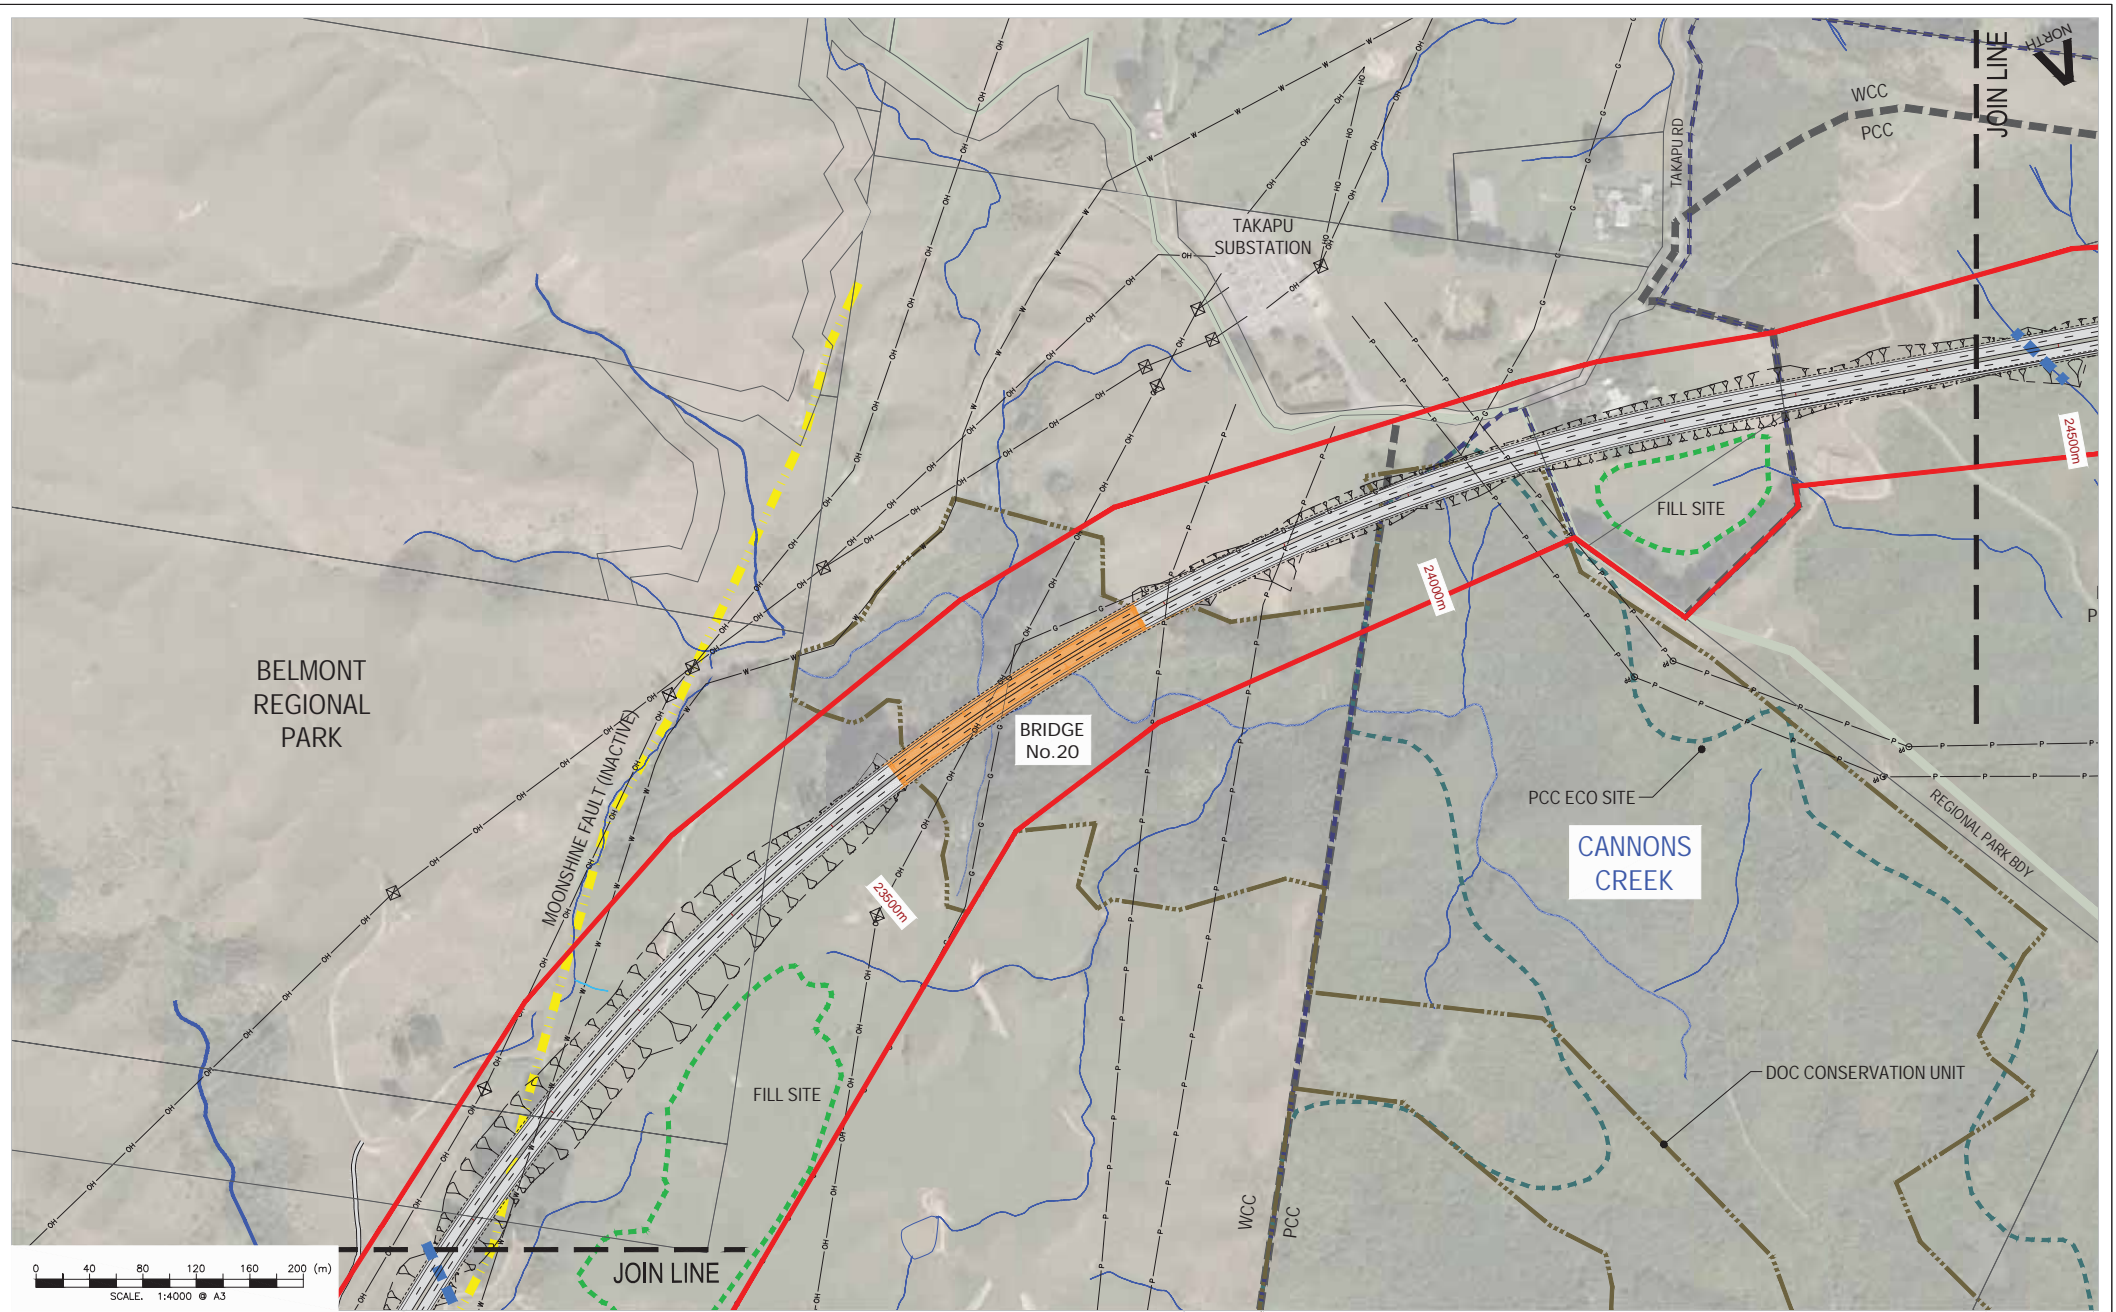 NORTH
JOIN LINE
WCC
PCC
TAKAPU RD
TAKAPU
SUBSTATION
24500m
FILL SITE
24000m
BELMONT
REGIONAL
PARK
MOONSHINE FAULT (INACTIVE)
BRIDGE
No.20
PCC ECO SITE
CANNONS
CREEK
REGIONAL PARK BDY
23500m
FILL SITE
DOC CONSERVATION UNIT
WCC
PCC
JOIN LINE
0 40 80 120 160 200 (m)
SCALE. 1:4000 @ A3